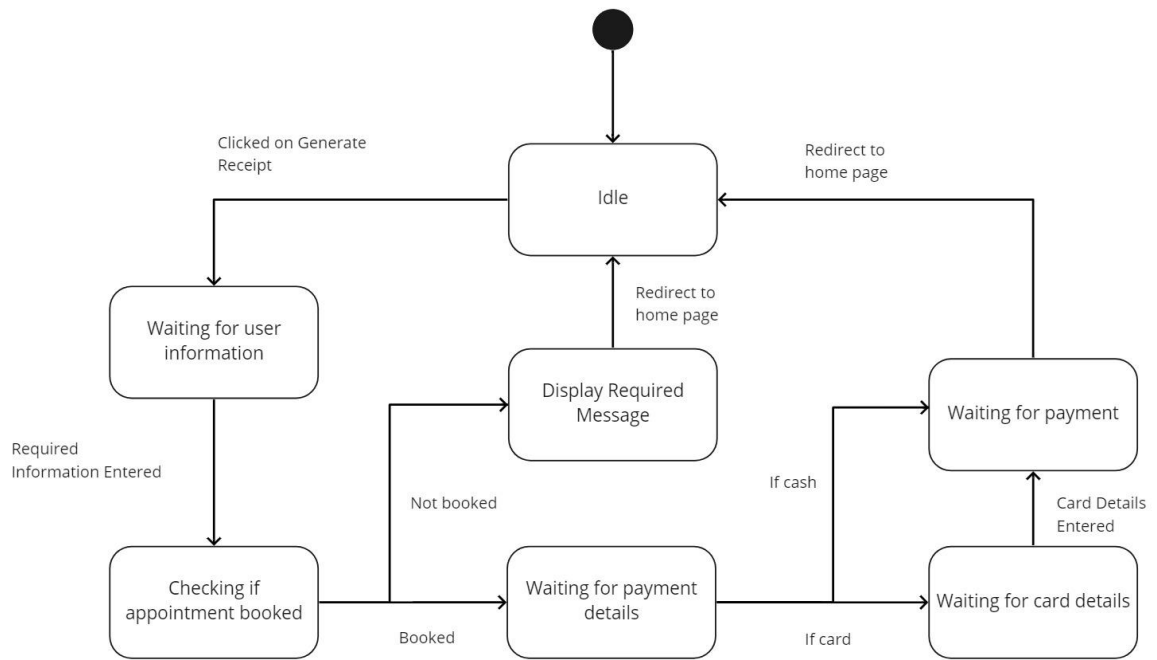 Clicked on Generate
Receipt
Idle
Redirect to
home page
Waiting for user
information
Redirect to
home page
Display Required
Message
Waiting for payment
Required
Information Entered
Not booked
If cash
Card Details
Entered
Checking if
appointment booked
Booked
Waiting for payment
details
If card
Waiting for card details